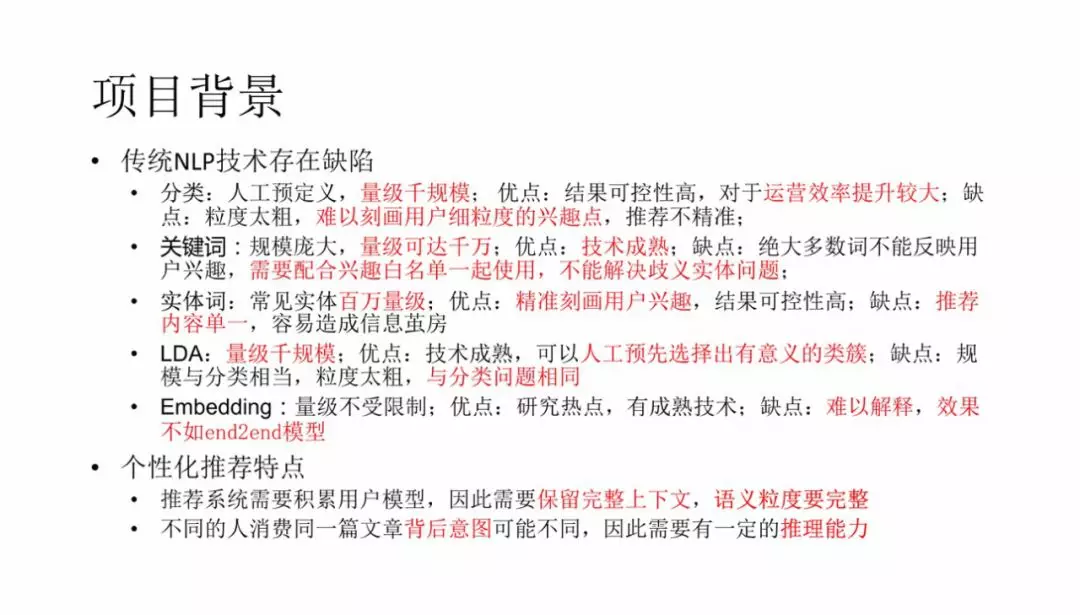 项目背景
• 传统NLP技术存在缺陷
• 分类：人工预定义，量级千规模； 优点：结果可控性高，对于运营效率提升较大；缺
点：粒度太粗，难以刻画用户细粒度的兴趣点，推荐不精准；
• 关键词：规模庞大，量级可达千万；优点：技术成熟；缺点：绝大多数词不能反映用
户兴趣，需要配合兴趣白名单一起使用，不能解决歧义实体问题；
• 实体词：常见实体百万量级；优点：精准刻画用户兴趣，结果可控性高；缺点：推荐
内容单一，容易造成信息茧房
• LDA：量级千规模；优点：技术成熟，可以人工预先选择出有意义的类簇；缺点：规
模与分类相当，粒度太粗，与分类问题相同
• Embedding：量级不受限制；优点：研究热点，有成熟技术；缺点：难以解释，效果
不如end2end模型
• 个性化推荐特点
• 推荐系统需要积累用户模型，因此需要保留完整上下文，语义粒度要完整
• 不同的人消费同一篇文章背后意图可能不同，因此需要有一定的推理能力